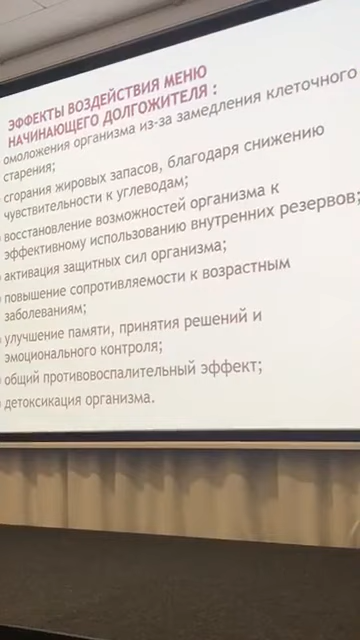 ЭФФЕКТЫ ВОЗДЕЙСТВИЯ МЕНЮ
НАЧИНАЮЩЕГО ДОЛГОЖИТЕЛЯ :
омоложения организма из-за замедления клеточного
старения;
сгорания жировых запасов, благодаря снижению
чувствительности к углеводам;
восстановление возможностей организма к
эффективному использованию внутренних резервов;
активация защитных сил организма;
повышение сопротивляемости к возрастным
заболеваниям;
улучшение памяти, принятия решений и
эмоционального контроля;
общий противовоспалительный эффект;
детоксикация организма.